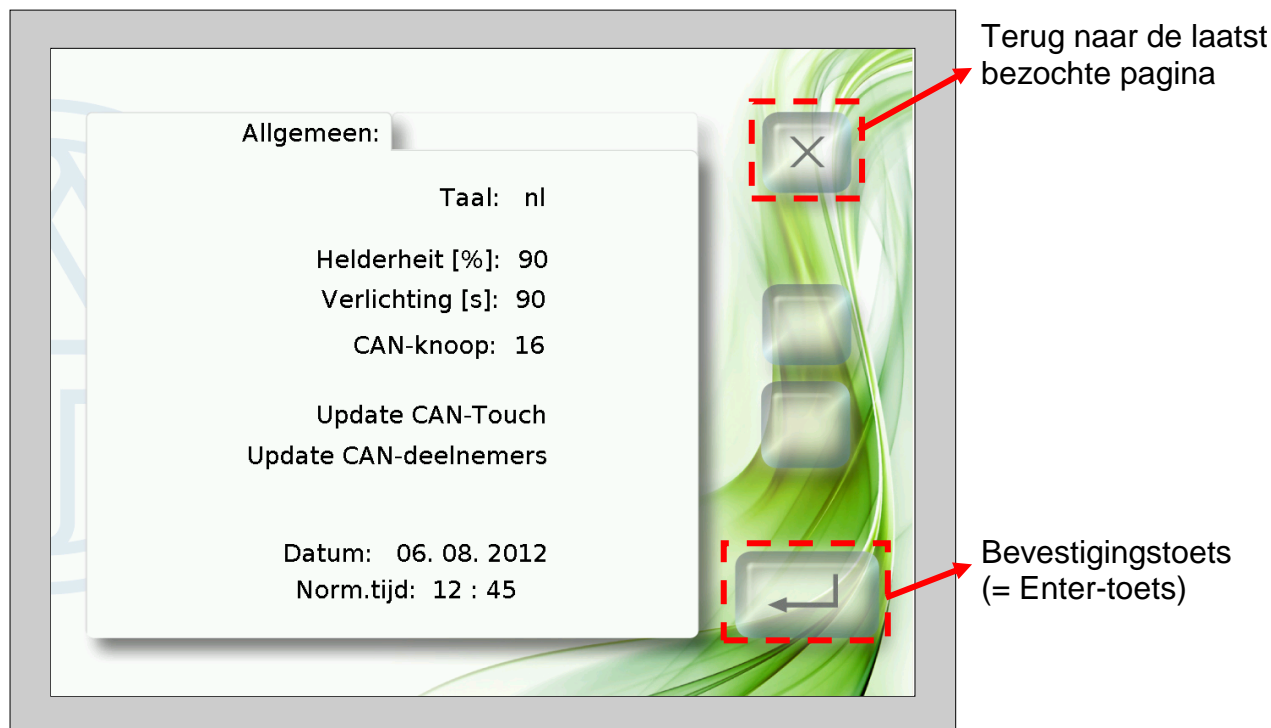 Allgemeen:
Taal: nl
Helderheit [%]: 90
Verlichting [s]: 90
CAN-knoop: 16
Update CAN-Touch
Update CAN-deelnemers
Datum: 06. 08. 2012
Norm.tijd: 12 : 45
X
Terug naar de laatst
bezochte pagina
Bevestigingstoets
(= Enter-toets)